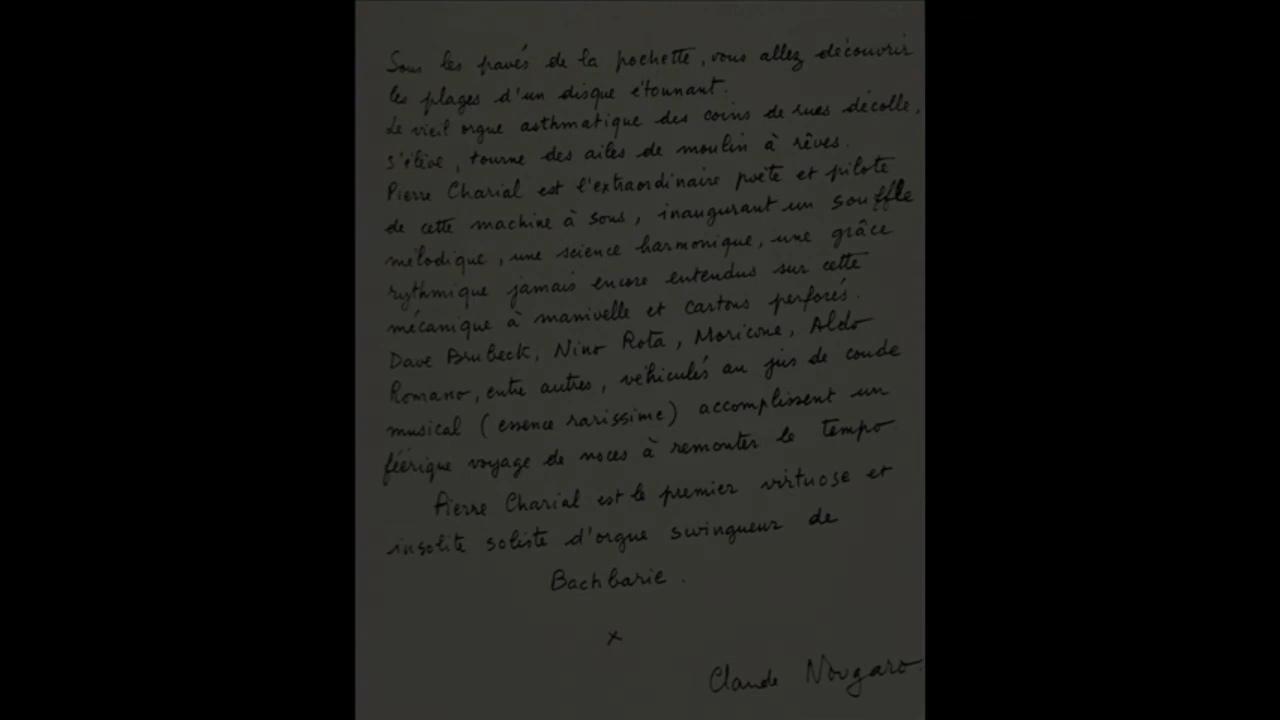 Sous les pavés de la pochette, vous allez découvrir
les plages d'un disque étonnant.
Le vieil orgue asthmatique des coins de rues décolle,
s'élève, tourne des ailes de moulin à rêves.
Pierre Charial est l'extraordinaire poète et pilote
de cette machine à sons, inaugurant un souffle
mélodique, une science harmonique, une grâce
rythmique jamais encore entendus sur cette
mécanique à manivelle et cartons perforés.
Dave Brubeck, Nino Rota, Moricone, Aldo
Romano, entre autres, véhiculés au jus de coude
musical (essence rarissime) accomplissent un
féérique voyage de noces à remonter le tempo
Pierre Charial est le premier virtuose et
insolite soliste d'orgue swingueur de
Bachbarie.
x
Claude Nougaro